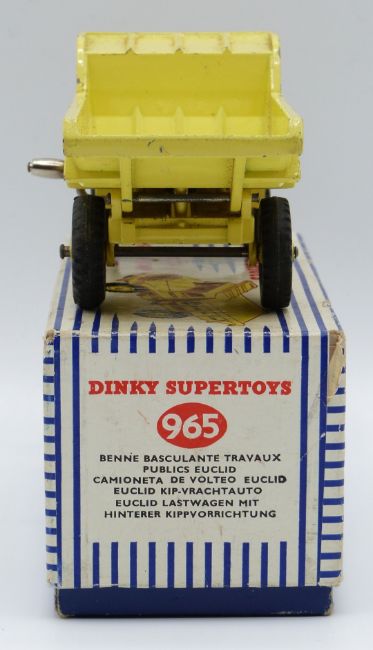 DINKY SUPERTOYS
965
BENNE BASCULANTE TRAVAUX
PUBLICS EUCLID
CAMIONETA DE VOLTEO EUCLID
EUCLID KIP-VRACHTAUTO
EUCLID LASTWAGEN MIT
HINTERER KIPPVORRICHTUNG